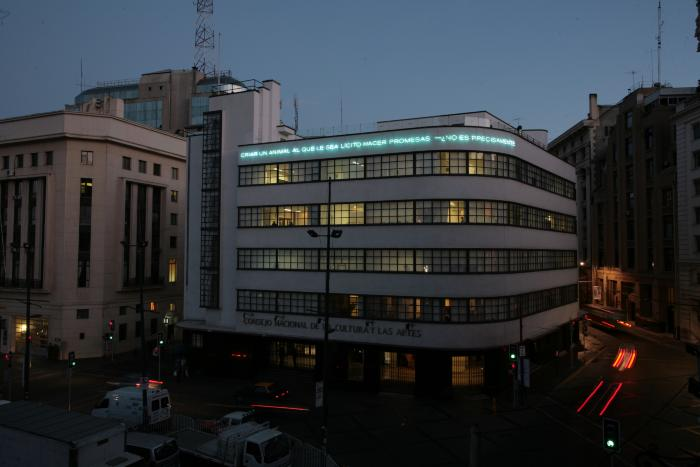 CRIAR UN ANIMAL AL QUE LE SEA LÍCITO HACER PROMESAS —¿NO ES PRECISAMENTE
CONSEJO NACIONAL DE LA CULTURA Y LAS ARTES